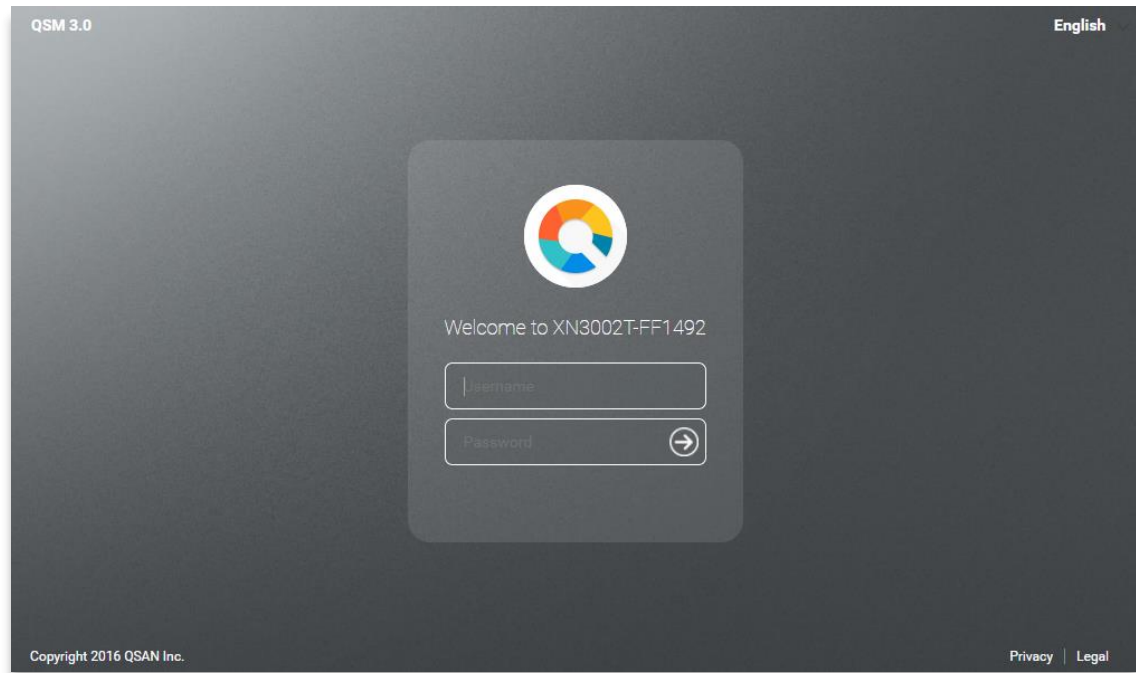 QSM 3.0
English
Welcome to XN3002T-FF1492
Username
Password
Copyright 2016 QSAN Inc.
Privacy | Legal